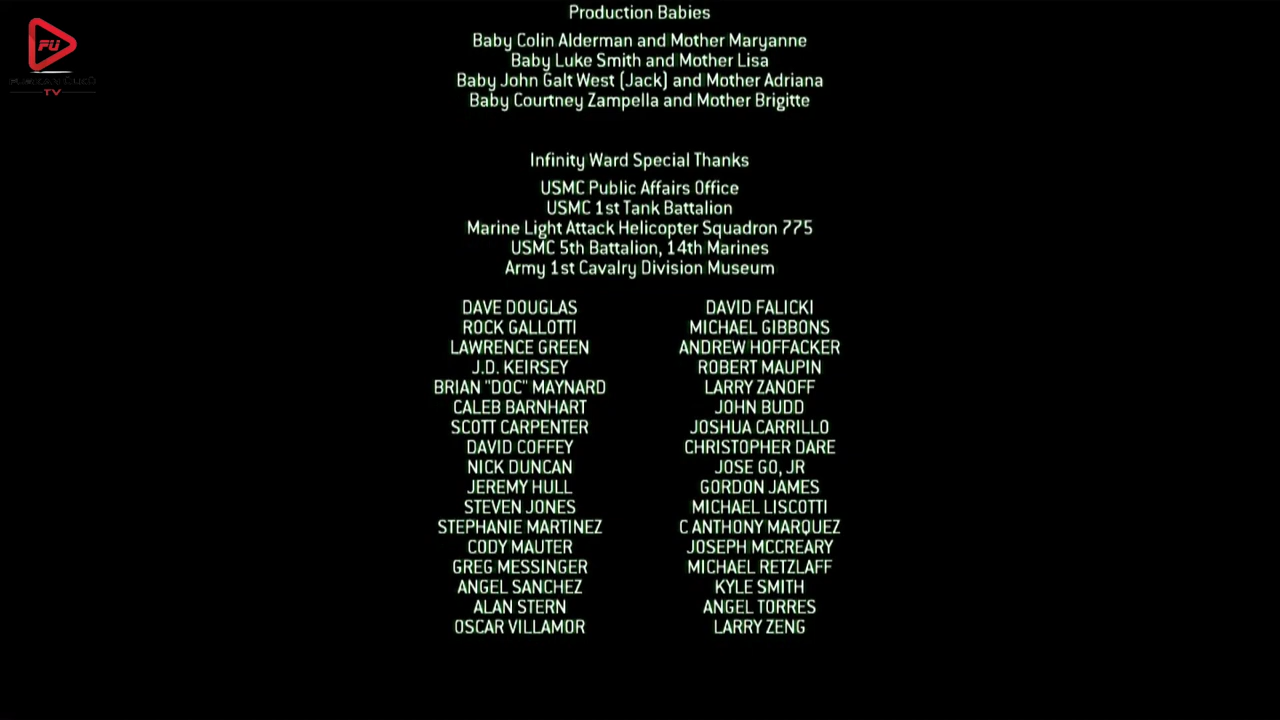 FU
TV
Production Babies
Baby Colin Alderman and Mother Maryanne
Baby Luke Smith and Mother Lisa
Baby John Galt West (Jack) and Mother Adriana
Baby Courtney Zampella and Mother Brigitte
Infinity Ward Special Thanks
USMC Public Affairs Office
USMC 1st Tank Battalion
Marine Light Attack Helicopter Squadron 775
USMC 5th Battalion, 14th Marines
Army 1st Cavalry Division Museum
DAVE DOUGLAS DAVID FALICKI
ROCK GALLOTTI MICHAEL GIBBONS
LAWRENCE GREEN ANDREW HOFFACKER
J.D. KEIRSEY ROBERT MAUPIN
BRIAN "DOC" MAYNARD LARRY ZANOFF
CALEB BARNHART JOHN BUDD
SCOTT CARPENTER JOSHUA CARRILLO
DAVID COFFEY CHRISTOPHER DARE
NICK DUNCAN JOSE GO, JR
JEREMY HULL GORDON JAMES
STEVEN JONES MICHAEL LISCOTTI
STEPHANIE MARTINEZ C ANTHONY MARQUEZ
CODY MAUTER JOSEPH MCCREARY
GREG MESSINGER MICHAEL RETZLAFF
ANGEL SANCHEZ KYLE SMITH
ALAN STERN ANGEL TORRES
OSCAR VILLAMOR LARRY ZENG